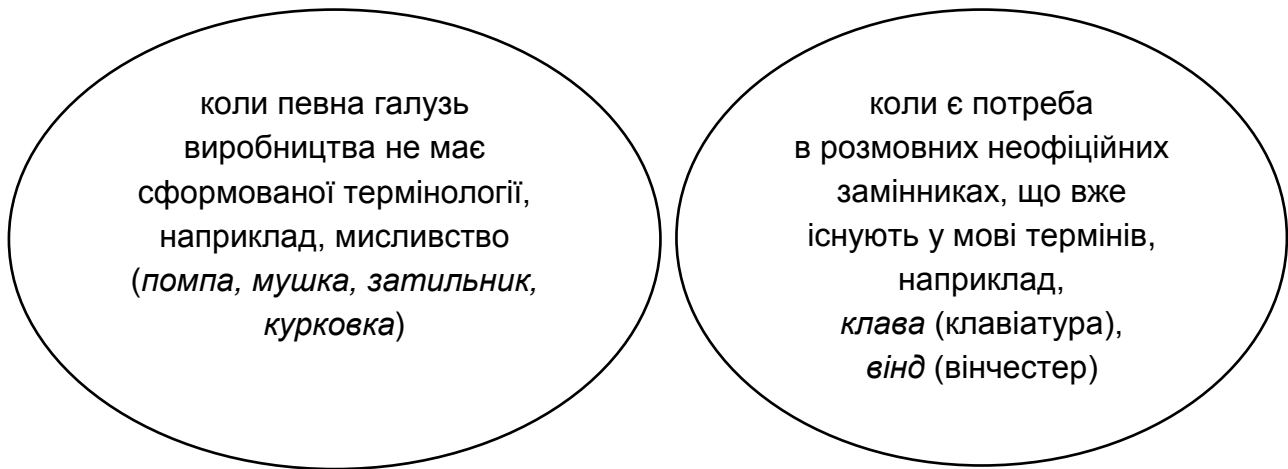 коли певна галузь
виробництва не має
сформованої термінології,
наприклад, мисливство
(помпа, мушка, затильник,
курковка)
коли є потреба
в розмовних неофіційних
замінниках, що вже
існують у мові термінів,
наприклад,
клава (клавіатура),
вінд (вінчестер)